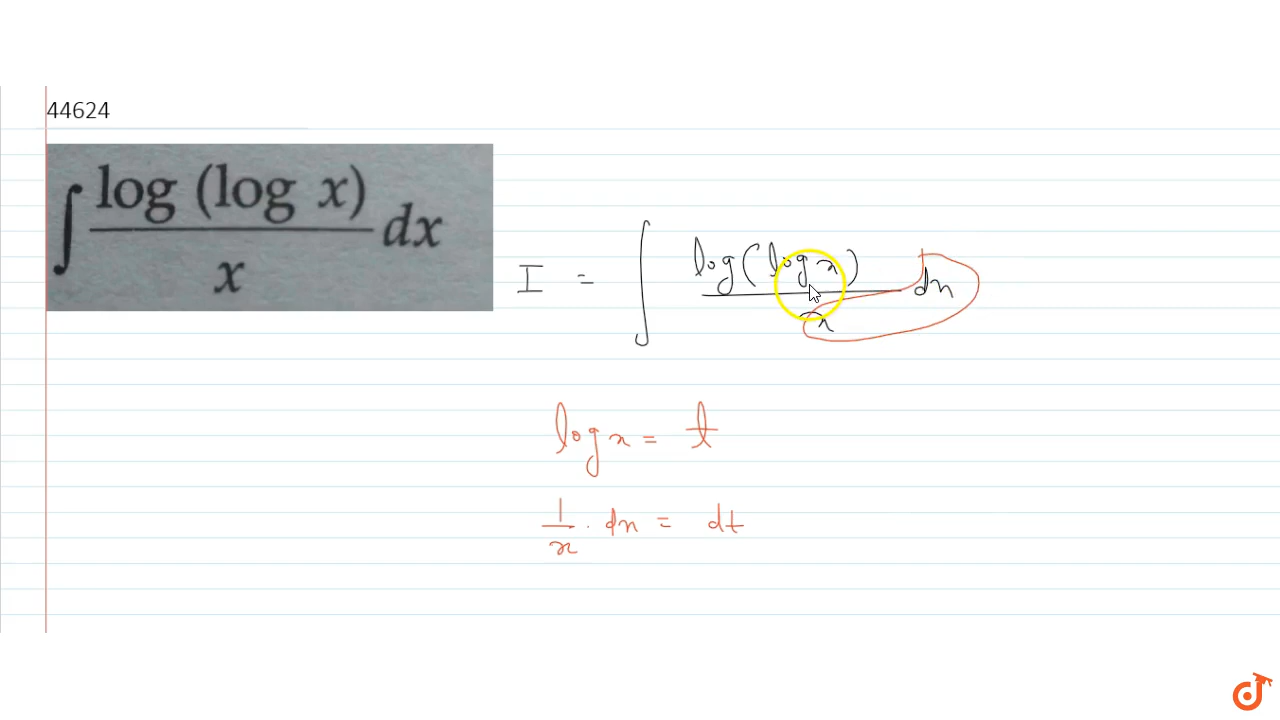 44624
∫ log (log x) / x dx
I = ∫ log(log x) / x dx
log x = t
1/x . dx = dt